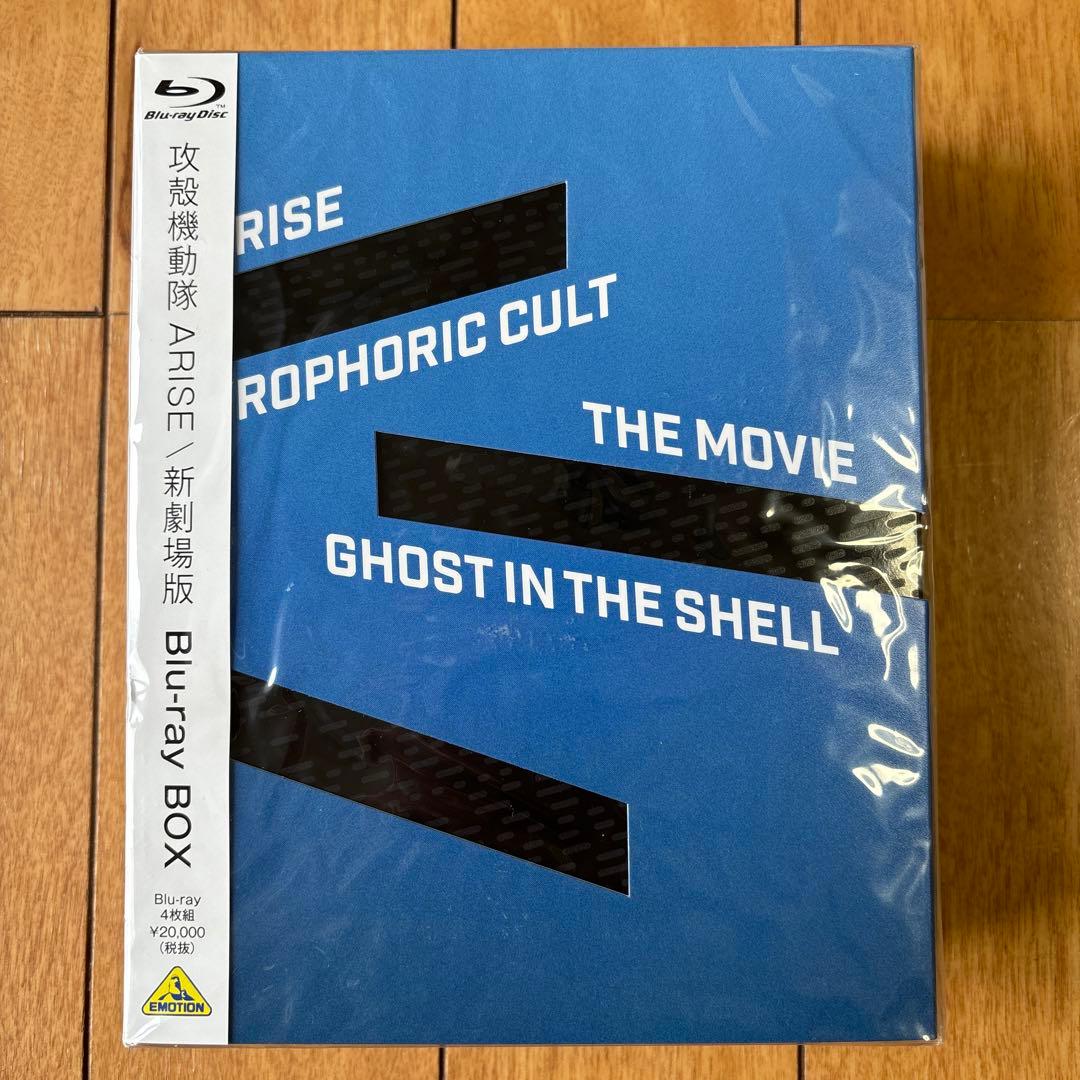 Blu-ray Disc™
攻殻機動隊 ARISE / 新劇場版 Blu-ray BOX
Blu-ray
4枚組
¥20,000
(税抜)
EMOTION
RISE
ROPHORIC CULT
THE MOVIE
GHOST IN THE SHELL